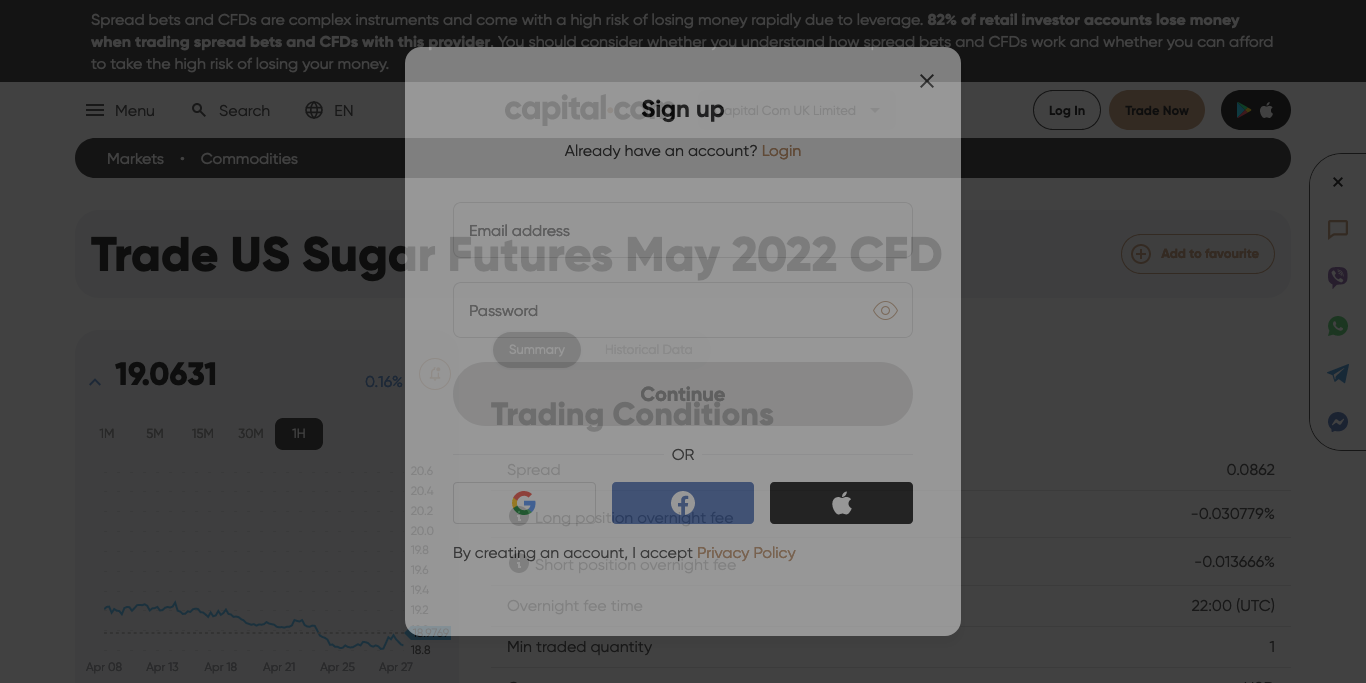 Spread bets and CFDs are complex instruments and come with a high risk of losing money rapidly due to leverage. 82% of retail investor accounts lose money
when trading spread bets and CFDs with this provider. You should consider whether you understand how spread bets and CFDs work and whether you can afford
to take the high risk of losing your money.
Menu Search EN
capital.com
Capital Com UK Limited
Log In Trade Now
Markets • Commodities
Sign up
Already have an account? Login
Email address
Trade US Sugar Futures May 2022 CFD
Add to favourite
Password
Summary Historical Data
19.0631
0.16%
Continue
Trading Conditions
1M 5M 15M 30M 1H
OR
Spread 0.0862
Long position overnight fee -0.030779%
By creating an account, I accept Privacy Policy
Short position overnight fee -0.013666%
Overnight fee time 22:00 (UTC)
Min traded quantity 1
20.6
20.4
20.2
20.0
19.8
19.6
19.4
19.2
18.9769
18.8
Apr 08 Apr 13 Apr 18 Apr 21 Apr 25 Apr 27